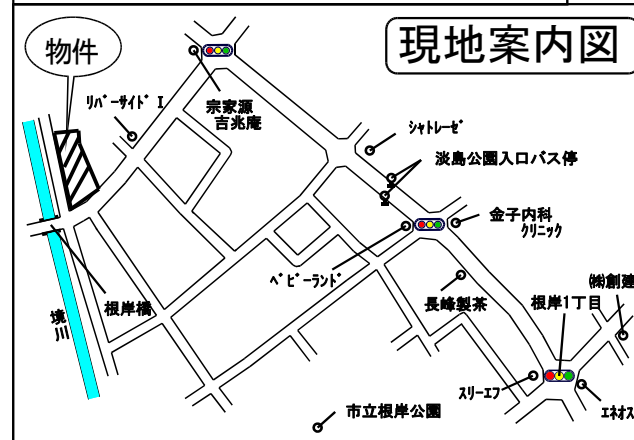 現地案内図
物件
リバーサイド Ⅰ
宗家源
吉兆庵
シャトレーゼ
淡島公園入口バス停
金子内科
クリニック
ベビーランド
長峰製茶
㈱創建
根岸1丁目
根岸橋
境川
スリーエフ
エネオス
市立根岸公園